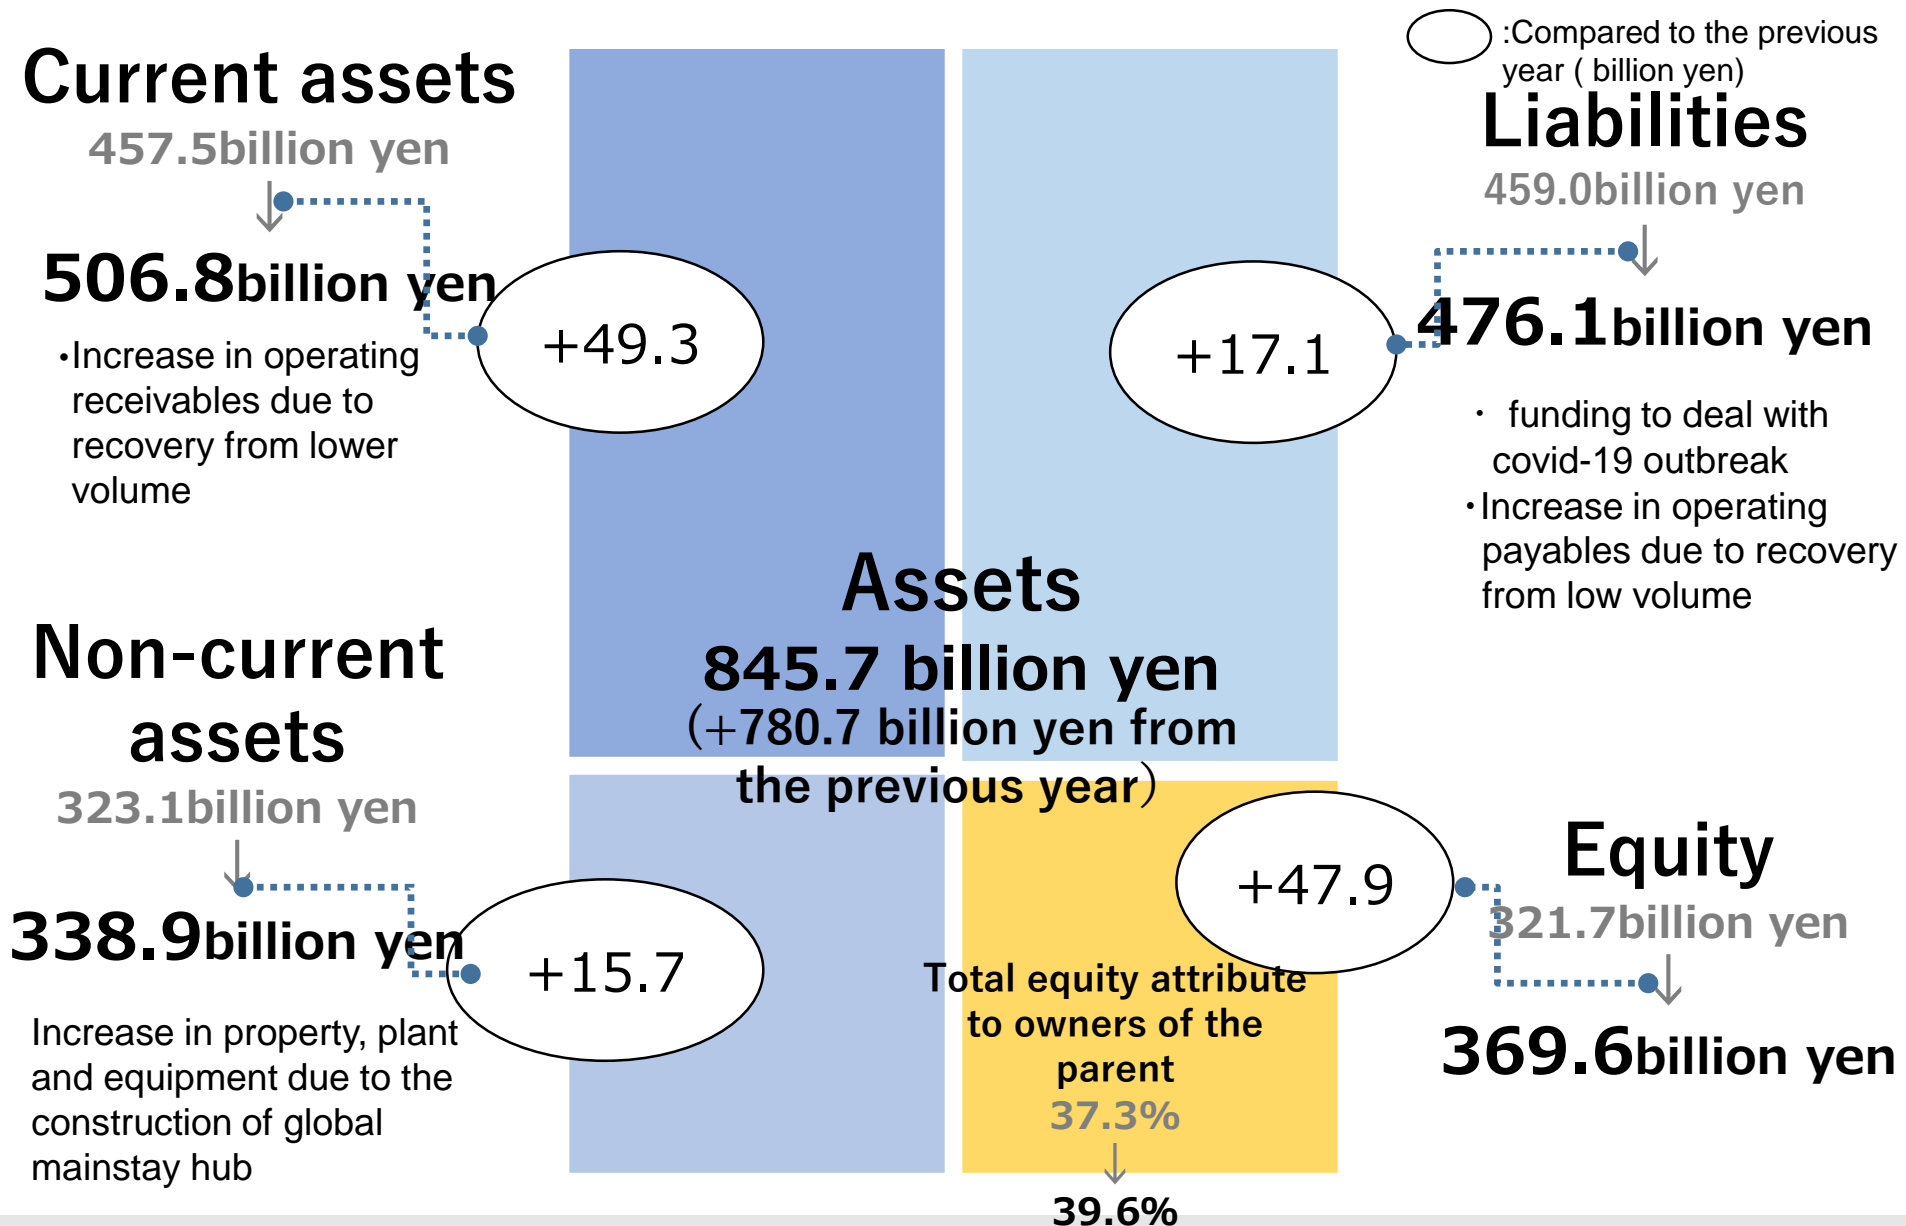 :Compared to the previous
year ( billion yen)
Current assets
457.5billion yen
↓
506.8billion yen
・Increase in operating
receivables due to
recovery from lower
volume
+49.3
Liabilities
459.0billion yen
↓
476.1billion yen
・ funding to deal with
covid-19 outbreak
・Increase in operating
payables due to recovery
from low volume
+17.1
Assets
845.7 billion yen
(+780.7 billion yen from
the previous year)
Non-current
assets
323.1billion yen
↓
338.9billion yen
Increase in property, plant
and equipment due to the
construction of global
mainstay hub
+15.7
Equity
321.7billion yen
↓
369.6billion yen
+47.9
Total equity attribute
to owners of the
parent
37.3%
↓
39.6%